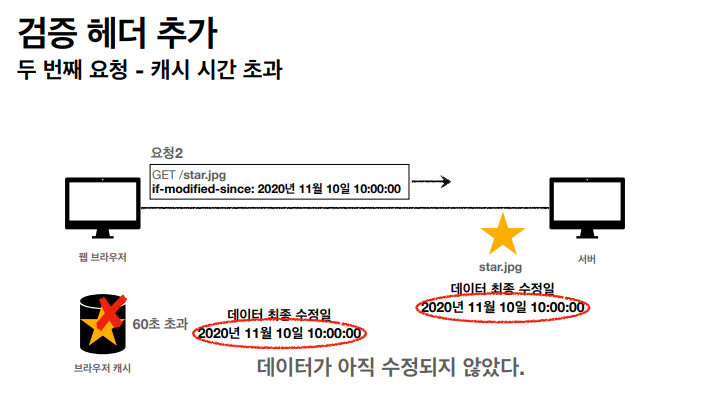 검증 헤더 추가
두 번째 요청 - 캐시 시간 초과
요청2
GET /star.jpg
if-modified-since: 2020년 11월 10일 10:00:00
웹 브라우저
star.jpg
서버
데이터 최종 수정일
2020년 11월 10일 10:00:00
60초 초과
데이터 최종 수정일
2020년 11월 10일 10:00:00
브라우저 캐시
데이터가 아직 수정되지 않았다.